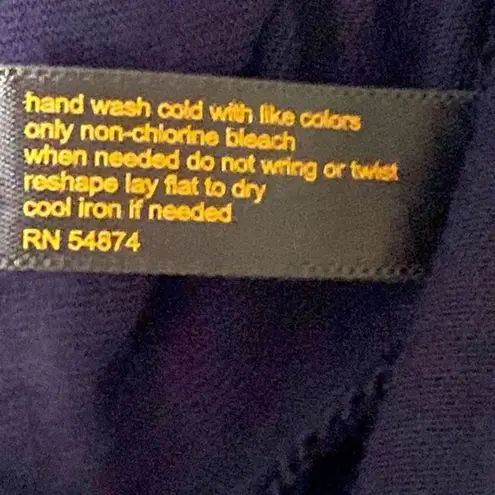 hand wash cold with like colors
only non-chlorine bleach
when needed do not wring or twist
reshape lay flat to dry
cool iron if needed
RN 54874